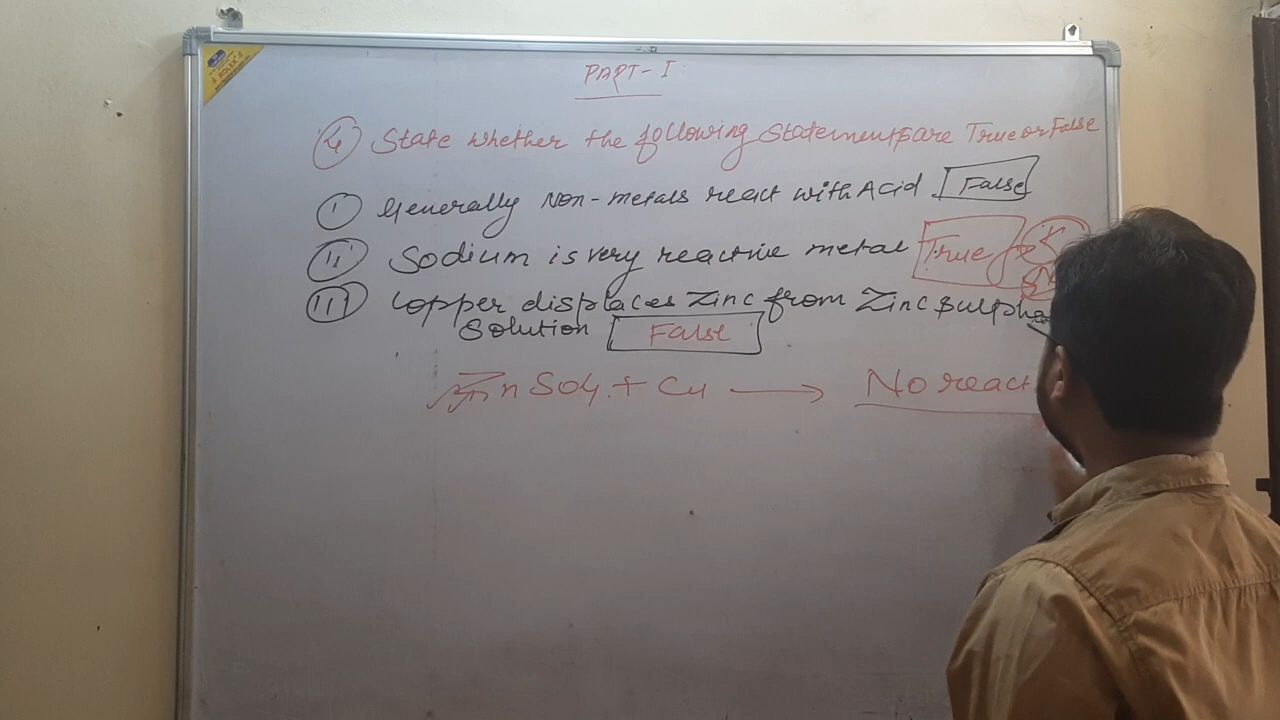 PART-I
4 State whether the following statements are True or False
I Generally Non-metals react with Acid False
II Sodium is very reactive metal True K
III Copper displaces Zinc from Zinc Sulpha
Solution False
ZnSO4 + Cu → No react